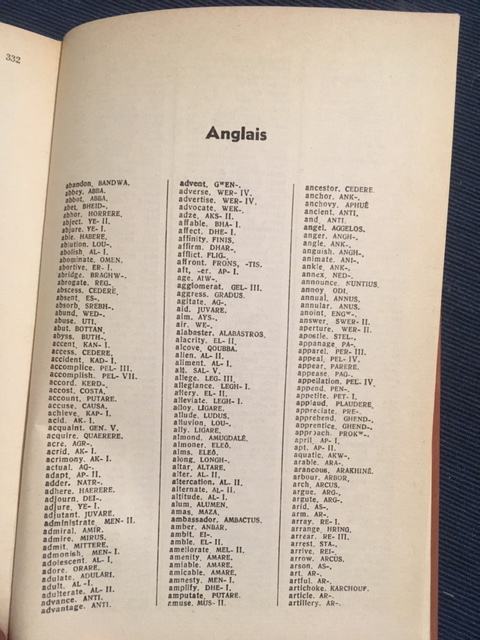 332
Anglais
abandon, BANDWA.
abbey, ABBA.
abbot, ABBA.
abet, BHEID-.
abhor, HORRERE.
abject, YE- II.
abjure, YE- I.
able, HABERE.
ablution, LOU-.
abolish, AL- I.
abominate, OMEN.
abortive, ER- I.
abridge, BRAGHW-.
abrogate, REG.
abscess, CEDERE.
absent, ES-.
absorb, SREBH-.
abund, WED-.
abuse, UTI.
abut, BOTTAN.
abyss, BUTH-.
accent, KAN- I.
access, CEDERE.
accident, KAD- I.
accomplice, PEL- III.
accomplish, PEL- VII.
accord, KERD-.
accost, COSTA.
account, PUTARE.
accuse, CAUSA.
achieve, KAP- I.
acid, AK- I.
acquaint, GEN. V.
acquire, QUAERERE.
acre, AGR-.
acrid, AK- I.
acrimony, AK- I.
actual, AG-.
adapt, AP- II.
adder, NATR-.
adhere, HAERERE.
adjourn, DEI-.
adjure, YE- I.
adjutant, JUVARE.
administrate, MEN- II.
admiral, AMIR.
admire, MIRUS.
admit, MITTERE.
admonish, MEN- I.
adolescent, AL- I.
adore, ORARE.
adulate, ADULARI.
adult, AL -I.
adulterate, AL- II.
advance, ANTI.
advantage, ANTI.
advent, GʷEN-.
adverse, WER- IV.
advertise, WER- IV.
advocate, WEK-.
adze, AKS- II.
affable, BHA- I.
affect, DHE- I.
affinity, FINIS.
affirm, DHAR-.
afflict, FLIG-.
affront, FRONS, -TIS.
aft, -er, AP- I.
age, AIW-.
agglomerat, GEL- III.
aggress, GRADUS.
agitate, AG-.
aid, JUVARE.
aim, AYS-.
air, WE-.
alabaster, ALABASTROS.
alacrity, EL- II.
alcove, QOUBBA.
alien, AL- II.
aliment, AL- I.
alt, SAL- V.
allege, LEG- III.
allegiance, LEGH- I.
allery, EL- II.
alleviate, LEGH- I.
alloy, LIGARE.
allude, LUDUS.
alluvion, LOU-.
ally, LIGARE.
almond, AMUGDALÊ.
almoner, ELEÔ.
alms, ELEÔ.
along, LONGH-.
altar, ALTARE.
alter, AL- II.
altercation, AL- II.
alternate, AL- II.
altitude, AL- I.
alum, ALUMEN.
amas, MAZA.
ambassador, AMBACTUS.
amber, ANBAR.
ambit, EI-.
amble, EL- II.
ameliorate, MEL- II.
amenity, AMARE.
amiable, AMARE.
amicable, AMARE.
amnesty, MEN- I.
amplify, DHE- I.
amputate, PUTARE.
amuse, MUS- II.
ancestor, CEDERE.
anchor, ANK-.
anchovy, APHUÊ
ancient, ANTI.
and, ANTI.
angel, AGGELOS.
anger, ANGH-.
angle, ANK-.
anguish, ANGH-.
animate, ANI-.
ankle, ANK-.
annex, NED-.
announce, NUNTIUS.
annoy, ODI.
annual, ANNUS.
annular, ANUS.
anoint, ENGʷ-.
answer, SWER- II.
aperture, WER- II.
apostle, STEL-.
appanage, PA-.
apparel, PER- III.
appeal, PEL- IV.
appear, PARERE.
appease, PAG-.
appellation, PEL- IV.
append, PEN-.
appetite, PET- I.
applaud, PLAUDERE.
appreciate, PRE-.
apprehend, GHEND-.
apprentice, GHEND-.
approach, PROKʷ-.
april, AP- I.
apt, AP- II.
aquatic, AKW-.
arable, ARA-.
arancous, ARAKHINÊ.
arbour, ARBOR.
arch, ARCUS.
argue, ARG-.
argute, ARG-.
arid, AS-.
arm, AR-.
array, RE- I.
arrange, HRING.
arrear, RE- III.
arrest, STA-.
arrive, REI-.
arrow, ARCUS.
arson, AS-.
art, AR-.
artful, AR-.
artichoke, KARCHOUF.
article, AR-.
artillery, AR-.